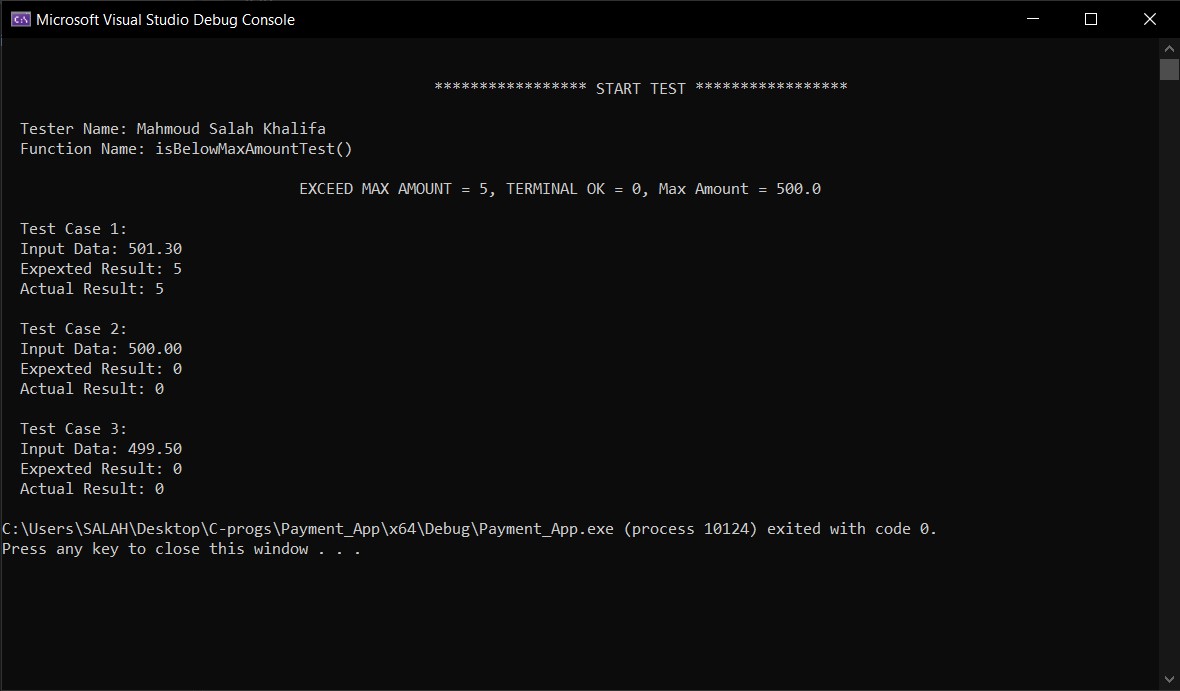 Microsoft Visual Studio Debug Console
***************** START TEST *****************
Tester Name: Mahmoud Salah Khalifa
Function Name: isBelowMaxAmountTest()
EXCEED MAX AMOUNT = 5, TERMINAL OK = 0, Max Amount = 500.0
Test Case 1:
Input Data: 501.30
Expexted Result: 5
Actual Result: 5
Test Case 2:
Input Data: 500.00
Expexted Result: 0
Actual Result: 0
Test Case 3:
Input Data: 499.50
Expexted Result: 0
Actual Result: 0
C:\Users\SALAH\Desktop\C-progs\Payment_App\x64\Debug\Payment_App.exe (process 10124) exited with code 0.
Press any key to close this window . . .